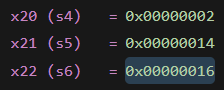 x20 (s4) = 0x00000002
x21 (s5) = 0x00000014
x22 (s6) = 0x00000016